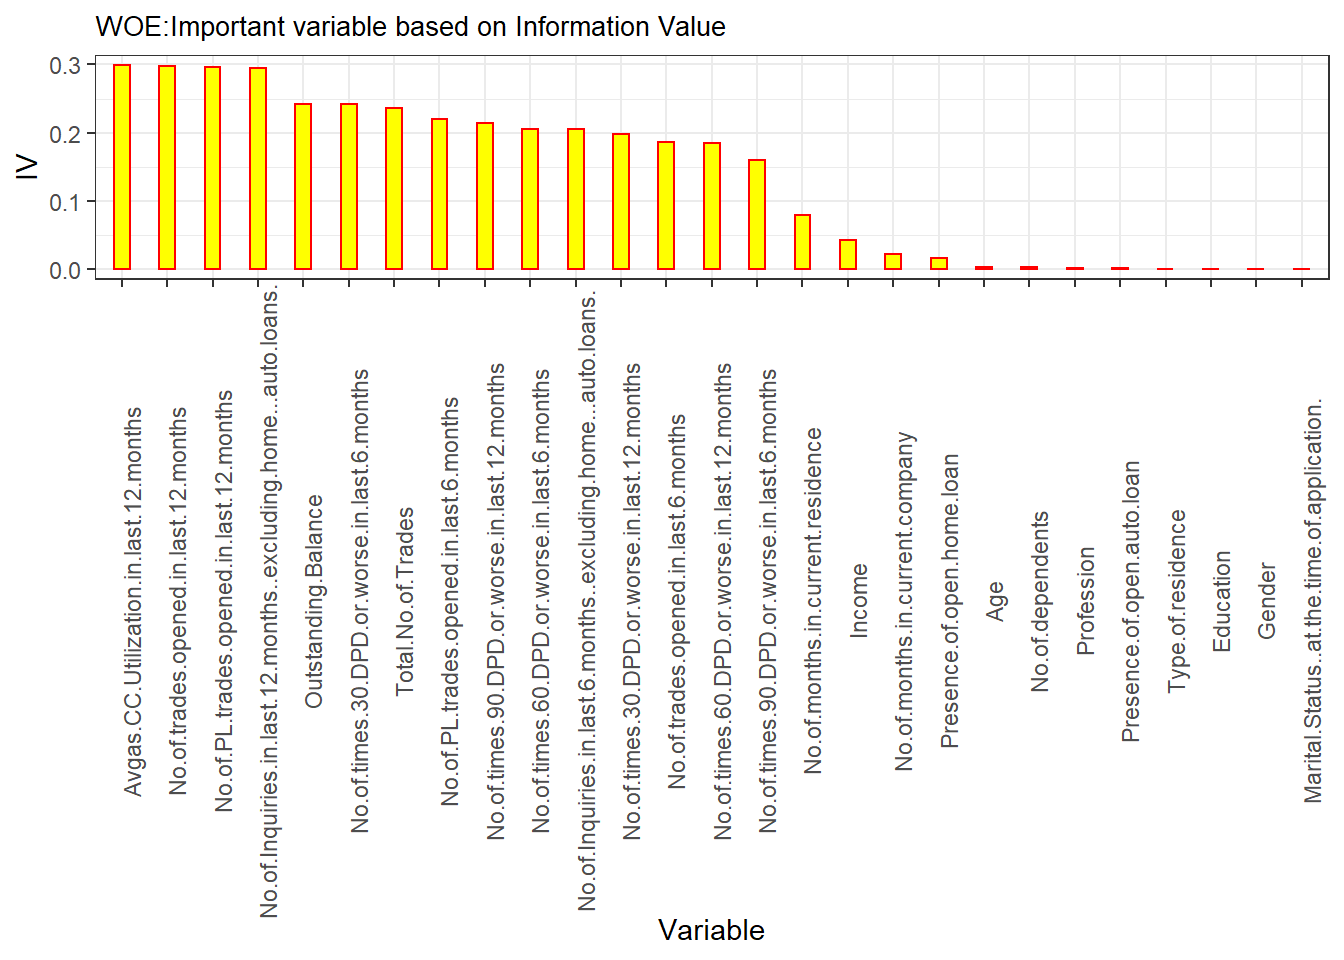 WOE:Important variable based on Information Value
IV
0.3
0.2
0.1
0.0
Avgas.CC.Utilization.in.last.12.months
No.of.trades.opened.in.last.12.months
No.of.PL.trades.opened.in.last.12.months
No.of.Inquiries.in.last.12.months..excluding.home...auto.loans.
Outstanding.Balance
No.of.times.30.DPD.or.worse.in.last.6.months
Total.No.of.Trades
No.of.PL.trades.opened.in.last.6.months
No.of.times.90.DPD.or.worse.in.last.12.months
No.of.times.60.DPD.or.worse.in.last.6.months
No.of.Inquiries.in.last.6.months..excluding.home...auto.loans.
No.of.times.30.DPD.or.worse.in.last.12.months
No.of.trades.opened.in.last.6.months
No.of.times.60.DPD.or.worse.in.last.12.months
No.of.times.90.DPD.or.worse.in.last.6.months
No.of.months.in.current.residence
Income
No.of.months.in.current.company
Presence.of.open.home.loan
Age
No.of.dependents
Profession
Presence.of.open.auto.loan
Type.of.residence
Education
Gender
Marital.Status..at.the.time.of.application.
Variable